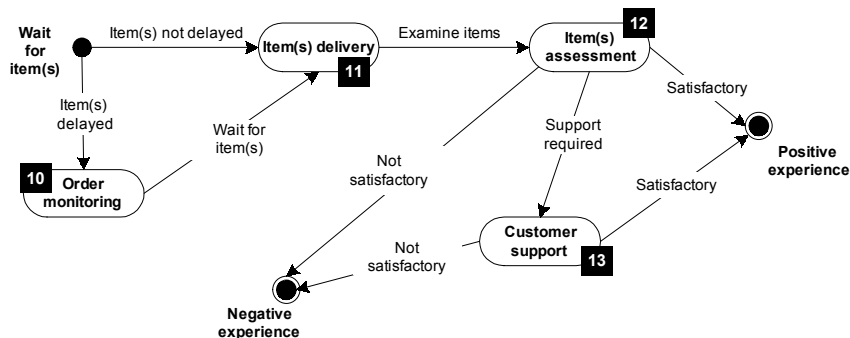 Wait
for
item(s)
Item(s) not delayed
Item(s) delivery
11
Examine items
12
Item(s)
assessment
Item(s)
delayed
Wait for
item(s)
10
Order
monitoring
Satisfactory
Support
required
Not
satisfactory
Positive
experience
Satisfactory
Customer
support
13
Not
satisfactory
Negative
experience